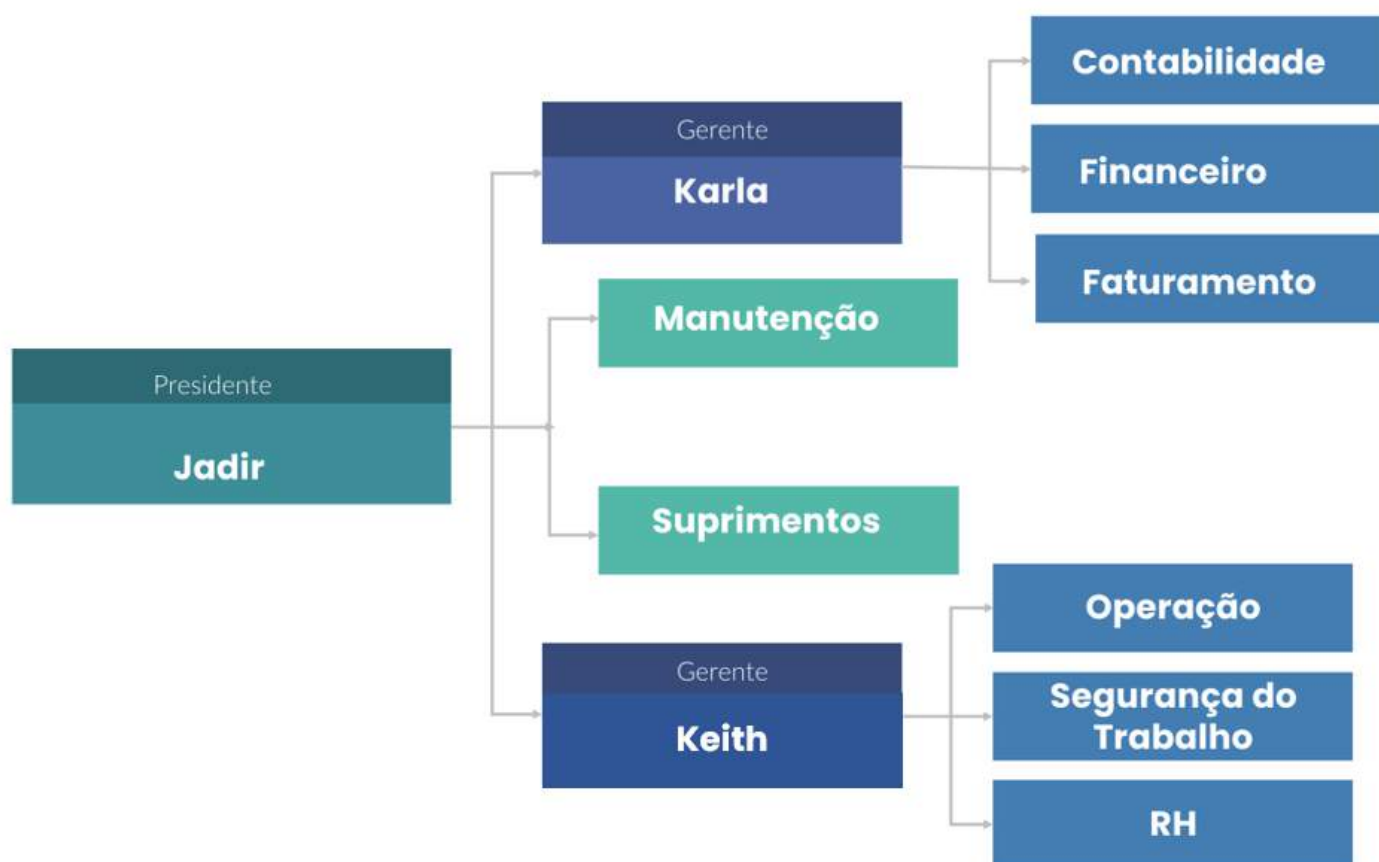 Contabilidade
Gerente
Karla
Financeiro
Faturamento
Manutenção
Presidente
Jadir
Suprimentos
Operação
Gerente
Keith
Segurança do
Trabalho
RH